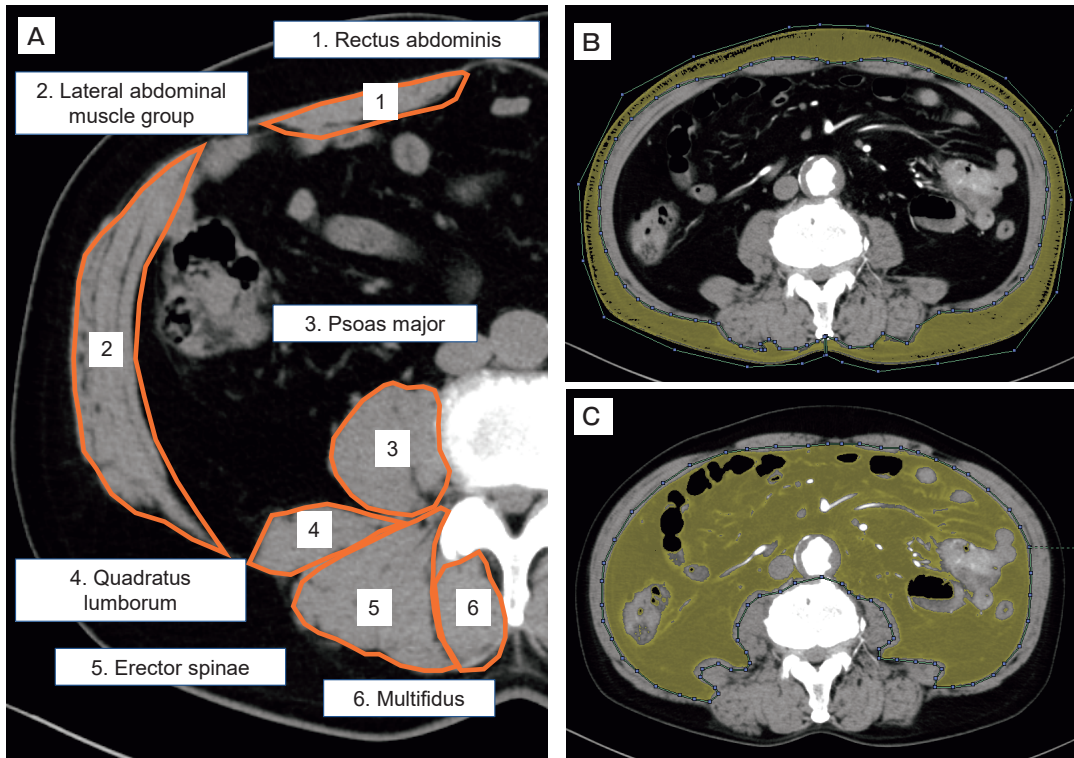 A
1. Rectus abdominis
2. Lateral abdominal
muscle group
1
2
3. Psoas major
3
4
4. Quadratus
lumborum
5
6
5. Erector spinae
6. Multifidus
B
C